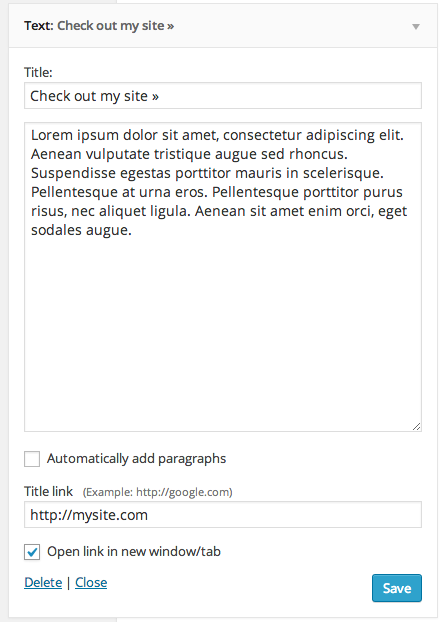 Text: Check out my site »
Title:
Check out my site »
Lorem ipsum dolor sit amet, consectetur adipiscing elit.
Aenean vulputate tristique augue sed rhoncus.
Suspendisse egestas porttitor mauris in scelerisque.
Pellentesque at urna eros. Pellentesque porttitor purus
risus, nec aliquet ligula. Aenean sit amet enim orci, eget
sodales augue.
Automatically add paragraphs
Title link (Example: http://google.com)
http://mysite.com
Open link in new window/tab
Delete | Close
Save